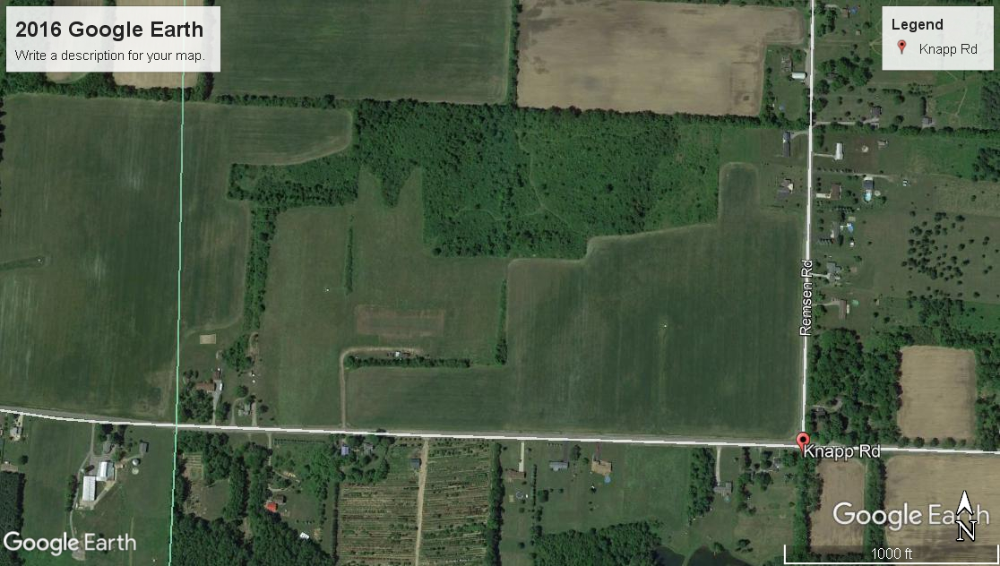 2016 Google Earth
Write a description for your map.
Legend
Knapp Rd
Remsen Rd
Knapp Rd
Google Earth
Google Earth
N
1000 ft